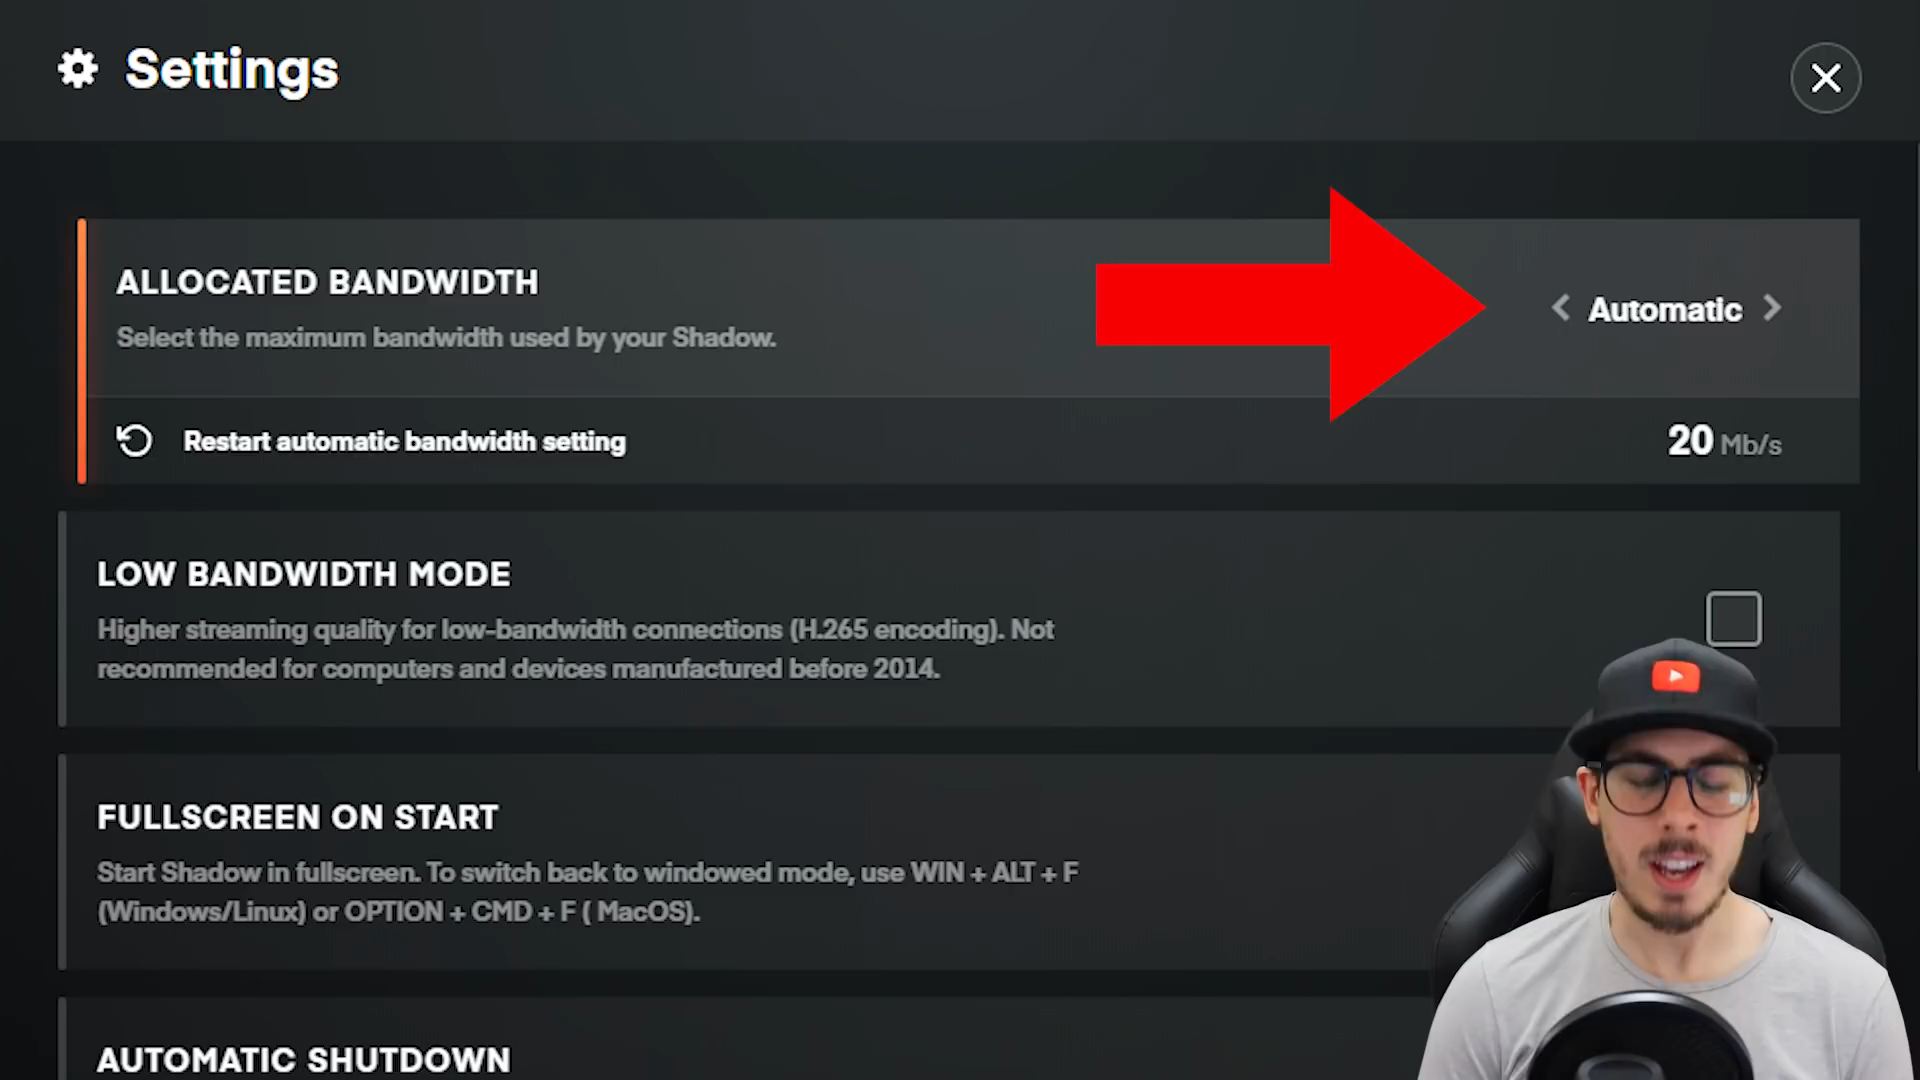 Settings
ALLOCATED BANDWIDTH
Select the maximum bandwidth used by your Shadow.
Automatic
Restart automatic bandwidth setting
20 Mb/s
LOW BANDWIDTH MODE
Higher streaming quality for low-bandwidth connections (H.265 encoding). Not
recommended for computers and devices manufactured before 2014.
FULLSCREEN ON START
Start Shadow in fullscreen. To switch back to windowed mode, use WIN + ALT + F
(Windows/Linux) or OPTION + CMD + F ( MacOS).
AUTOMATIC SHUTDOWN